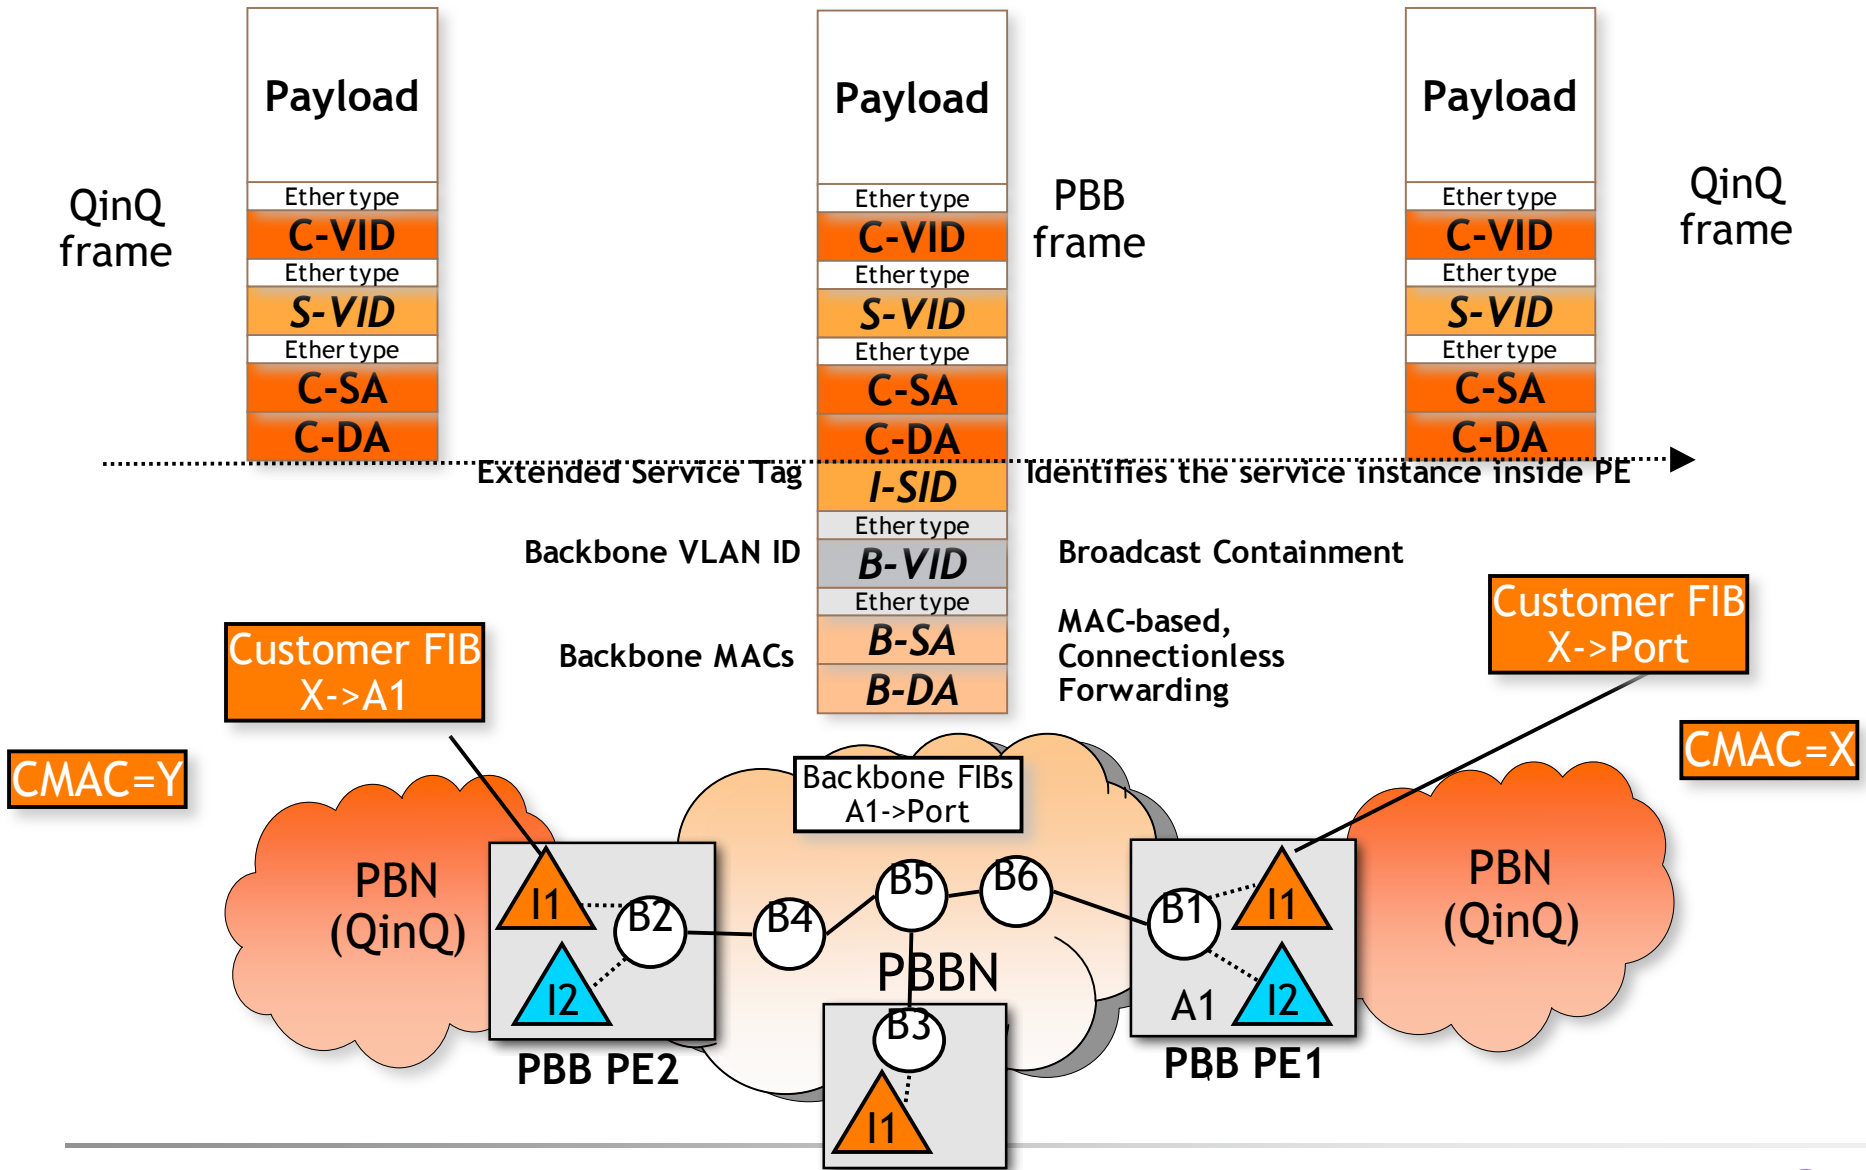 Payload
Ether type
C-VID
Ether type
S-VID
Ether type
C-SA
C-DA
QinQ
frame
Payload
Ether type
C-VID
Ether type
S-VID
Ether type
C-SA
C-DA
I-SID
Ether type
B-VID
Ether type
B-SA
B-DA
PBB
frame
Payload
Ether type
C-VID
Ether type
S-VID
Ether type
C-SA
C-DA
QinQ
frame
Extended Service Tag
Identifies the service instance inside PE
Backbone VLAN ID
Broadcast Containment
Backbone MACs
MAC-based,
Connectionless
Forwarding
Customer FIB
X->A1
Customer FIB
X->Port
CMAC=Y
CMAC=X
Backbone FIBs
A1->Port
PBN
(QinQ)
I1
B2
I2
PBB PE2
B4
B5
B6
PBBN
B3
I1
B1
I1
A1
I2
PBB PE1
PBN
(QinQ)